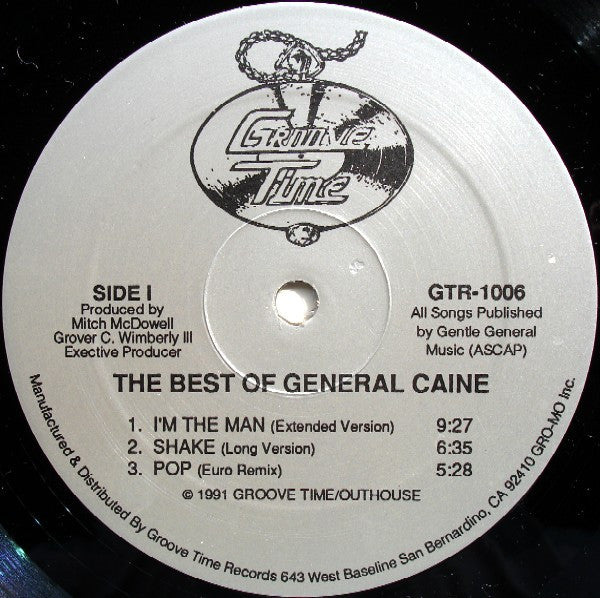 GROOVE
TIME
SIDE I
Produced by
Mitch McDowell
Grover C. Wimberly III
Exective Producer
GTR-1006
All Songs Published
by Gentle General
Music (ASCAP)
THE BEST OF GENERAL CAINE
1. I'M THE MAN (Extended Version) 9:27
2. SHAKE (Long Version) 6:35
3. POP (Euro Remix) 5:28
© 1991 GROOVE TIME/OUTHOUSE
Manufactured & Distributed By Groove Time Records 643 West Baseline San Bernardino, CA 92410 GRO-MO Inc.